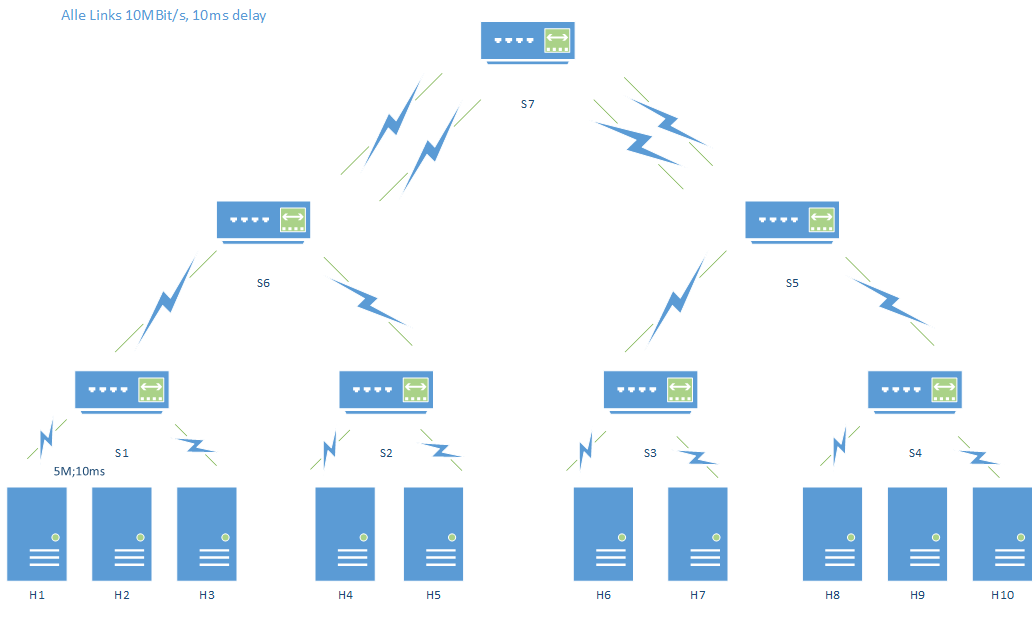 Alle Links 10MBit/s, 10ms delay
S7
S6
S5
S1
S2
S3
S4
5M;10ms
H1
H2
H3
H4
H5
H6
H7
H8
H9
H10